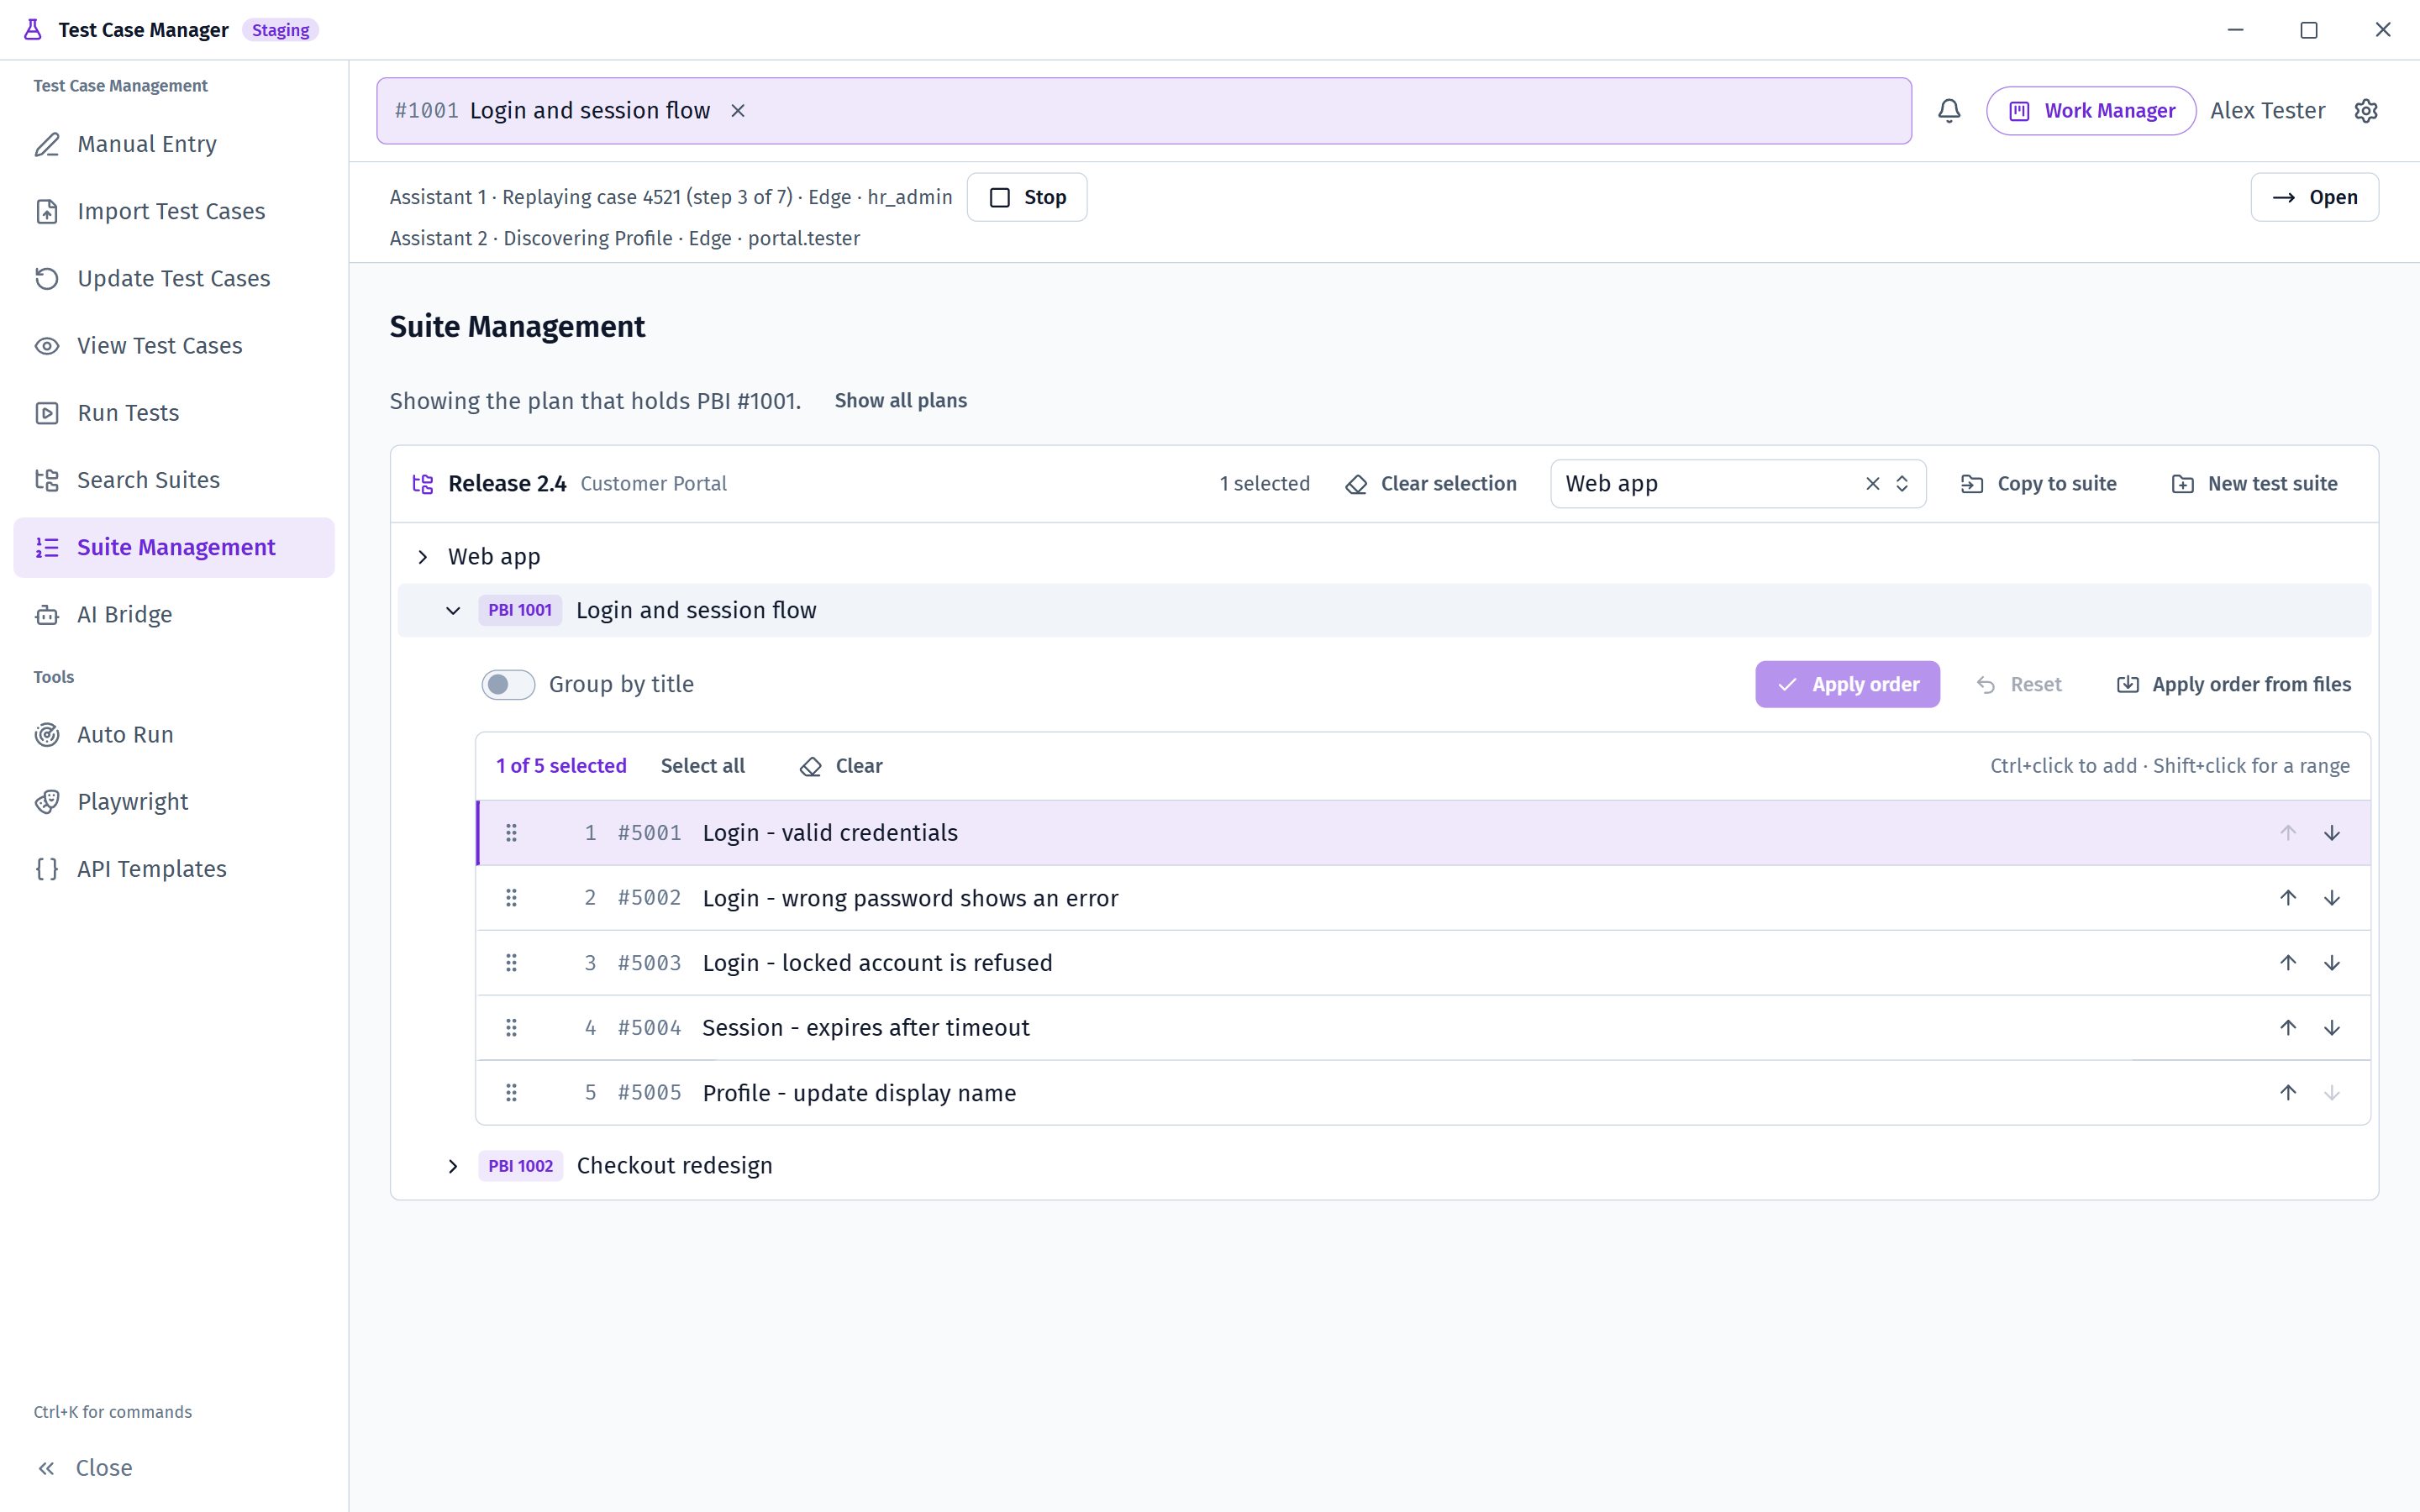 Test Case Manager Staging
Test Case Management
Manual Entry
Import Test Cases
Update Test Cases
View Test Cases
Run Tests
Search Suites
Suite Management
AI Bridge
Tools
Auto Run
Playwright
API Templates
Ctrl+K for commands
Close
#1001 Login and session flow
Work Manager Alex Tester
Assistant 1 · Replaying case 4521 (step 3 of 7) · Edge · hr_admin Stop Open
Assistant 2 · Discovering Profile · Edge · portal.tester
Suite Management
Showing the plan that holds PBI #1001. Show all plans
Release 2.4 Customer Portal 1 selected Clear selection Web app Copy to suite New test suite
Web app
PBI 1001 Login and session flow
Group by title Apply order Reset Apply order from files
1 of 5 selected Select all Clear Ctrl+click to add · Shift+click for a range
1 #5001 Login - valid credentials
2 #5002 Login - wrong password shows an error
3 #5003 Login - locked account is refused
4 #5004 Session - expires after timeout
5 #5005 Profile - update display name
PBI 1002 Checkout redesign